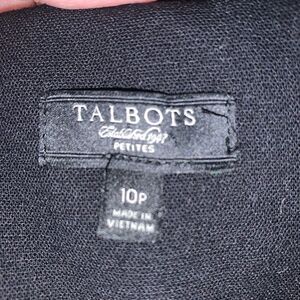 TALBOTS
Established 1947
PETITES
10P
MADE IN
VIETNAM